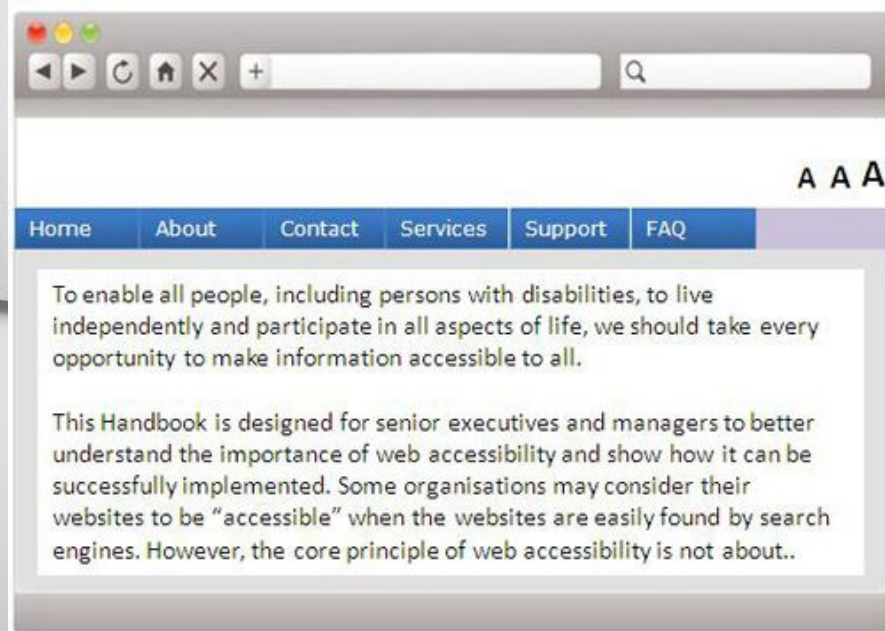 A A A
Home About Contact Services Support FAQ
To enable all people, including persons with disabilities, to live
independently and participate in all aspects of life, we should take every
opportunity to make information accessible to all.
This Handbook is designed for senior executives and managers to better
understand the importance of web accessibility and show how it can be
successfully implemented. Some organisations may consider their
websites to be “accessible” when the websites are easily found by search
engines. However, the core principle of web accessibility is not about..